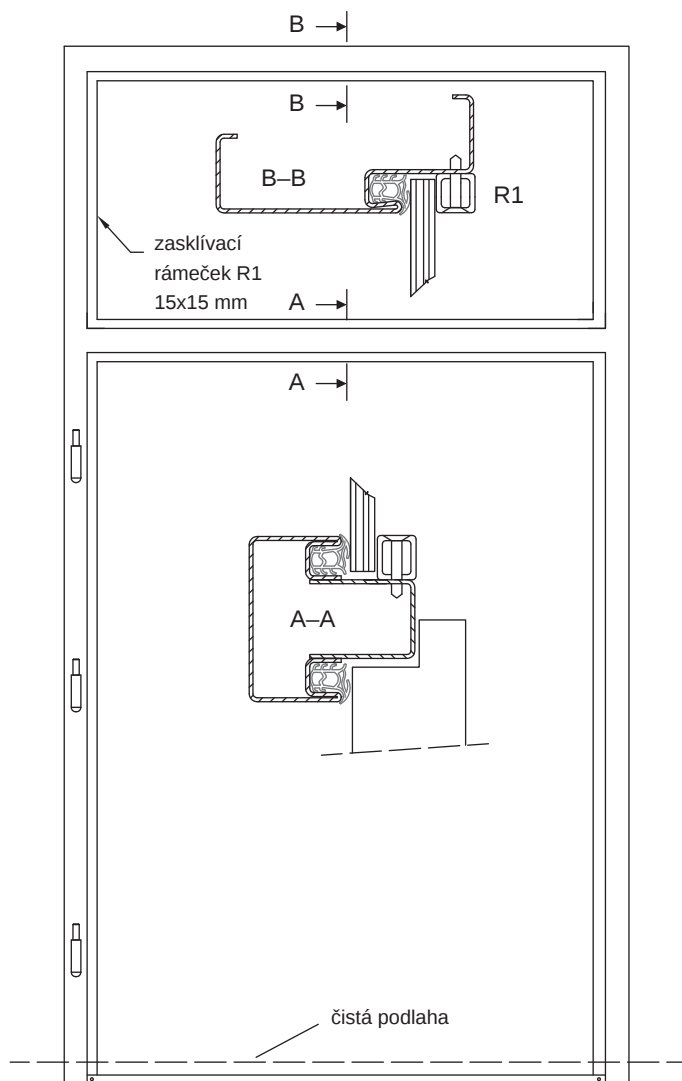 B
B
B–B
R1
zasklívací
rámeček R1
15x15 mm
A
A
A–A
čistá podlaha